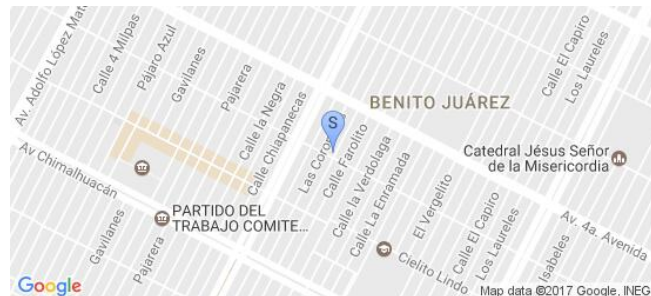 Av. Adolfo López Mat
Calle 4 Milpas
Pájaro Azul
Gavilanes
Pajarera
Calle la Negra
Calle Chiapanecas
S
Las Coro
Calle Farolito
BENITO JUÁREZ
Calle El Capiro
Los Laureles
Catedral Jésus Señor
de la Misericordia
Av Chimalhuacán
PARTIDO DEL
TRABAJO COMITE...
Gavilanes
Pajarera
Calle la Verdolaga
Calle La Enramada
El Vergelito
Calle El Capiro
Los Laureles
Isabeles
Av. 4a. Avenida
Cielito Lindo
Google
Map data ©2017 Google, INEG